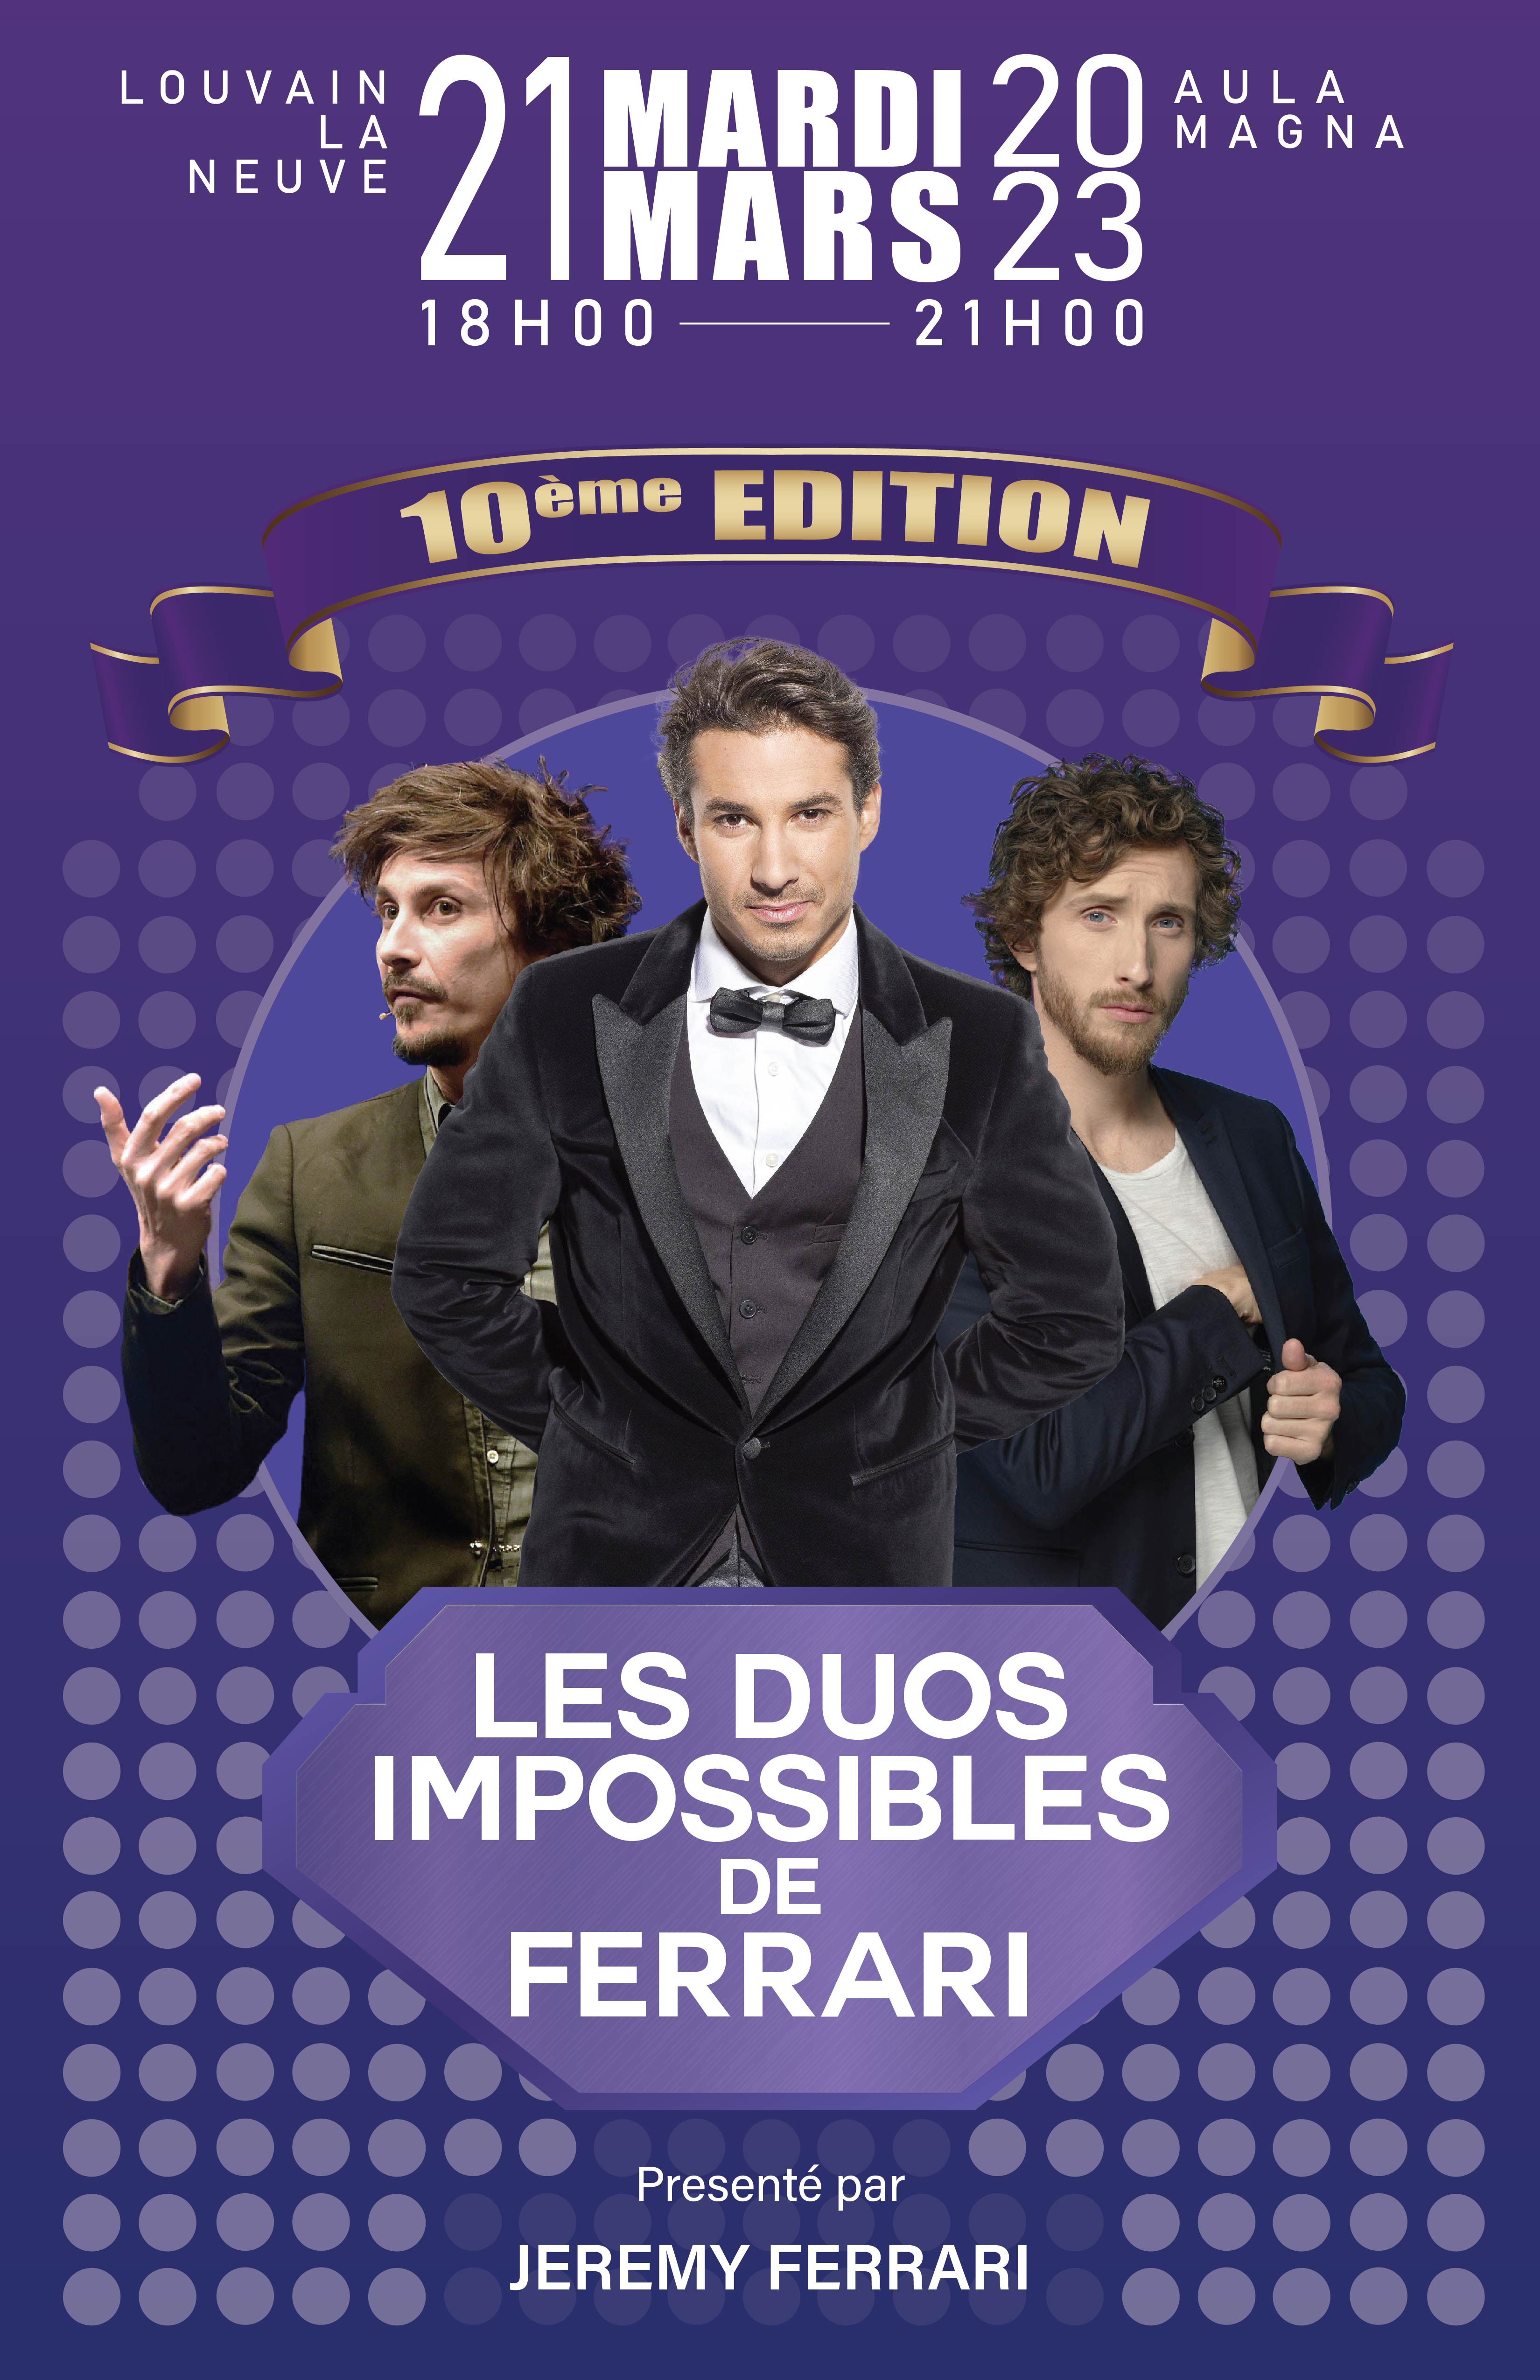 LOUVAIN
LA
NEUVE
21
MARDI
MARS
20
23
AULA
MAGNA
18H00 — 21H00
10ème EDITION
LES DUOS
IMPOSSIBLES
DE
FERRARI
Presenté par
JEREMY FERRARI